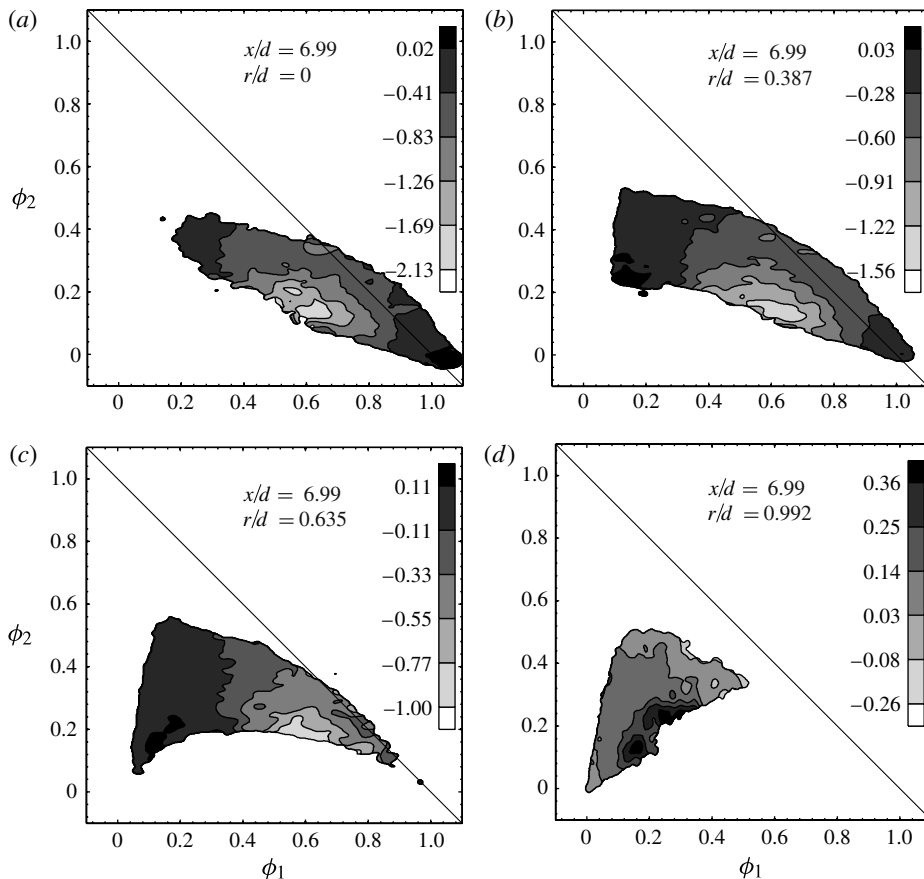 (a)
x/d = 6.99
r/d = 0
0.02
−0.41
−0.83
−1.26
−1.69
−2.13
1.0
0.8
0.6
0.4
0.2
0
ϕ2
0 0.2 0.4 0.6 0.8 1.0
(b)
x/d = 6.99
r/d = 0.387
0.03
−0.28
−0.60
−0.91
−1.22
−1.56
1.0
0.8
0.6
0.4
0.2
0
0 0.2 0.4 0.6 0.8 1.0
(c)
x/d = 6.99
r/d = 0.635
0.11
−0.11
−0.33
−0.55
−0.77
−1.00
1.0
0.8
0.6
0.4
0.2
0
ϕ2
0 0.2 0.4 0.6 0.8 1.0
ϕ1
(d)
x/d = 6.99
r/d = 0.992
0.36
0.25
0.14
0.03
−0.08
−0.26
1.0
0.8
0.6
0.4
0.2
0
0 0.2 0.4 0.6 0.8 1.0
ϕ1